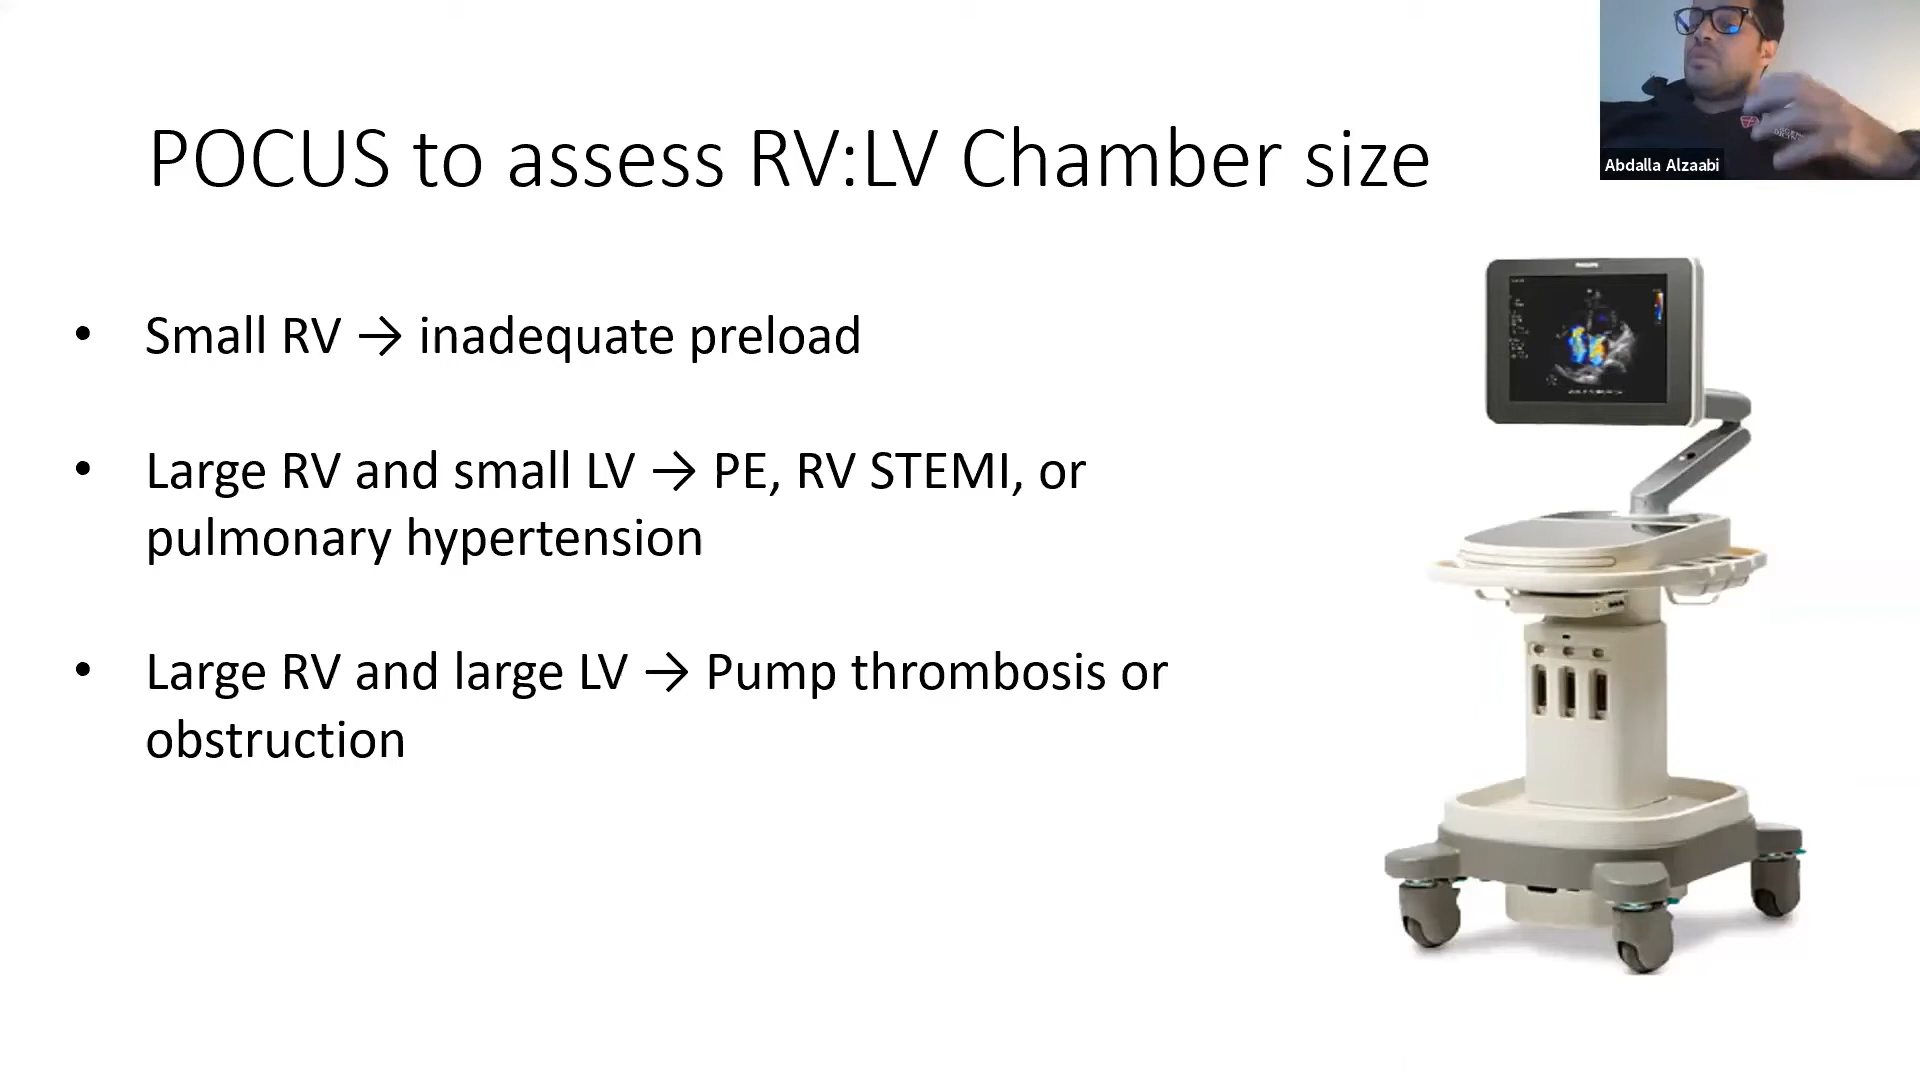 POCUS to assess RV:LV Chamber size
Abdalla Alzaabi
• Small RV → inadequate preload
• Large RV and small LV → PE, RV STEMI, or
pulmonary hypertension
• Large RV and large LV → Pump thrombosis or
obstruction